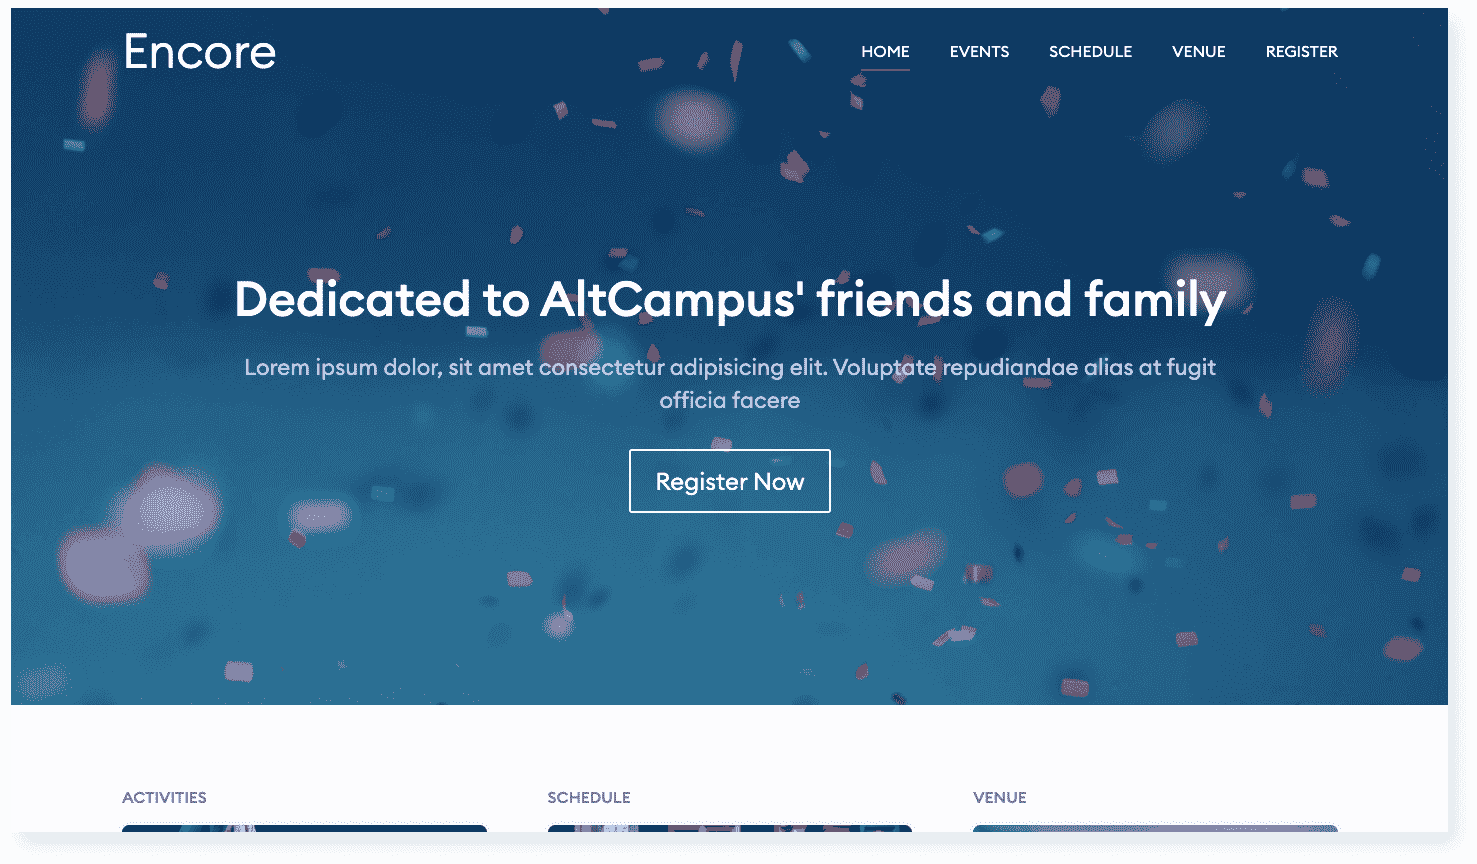 Encore
HOME EVENTS SCHEDULE VENUE REGISTER
Dedicated to AltCampus' friends and family
Lorem ipsum dolor, sit amet consectetur adipisicing elit. Voluptate repudiandae alias at fugit
officia facere
Register Now
ACTIVITIES SCHEDULE VENUE